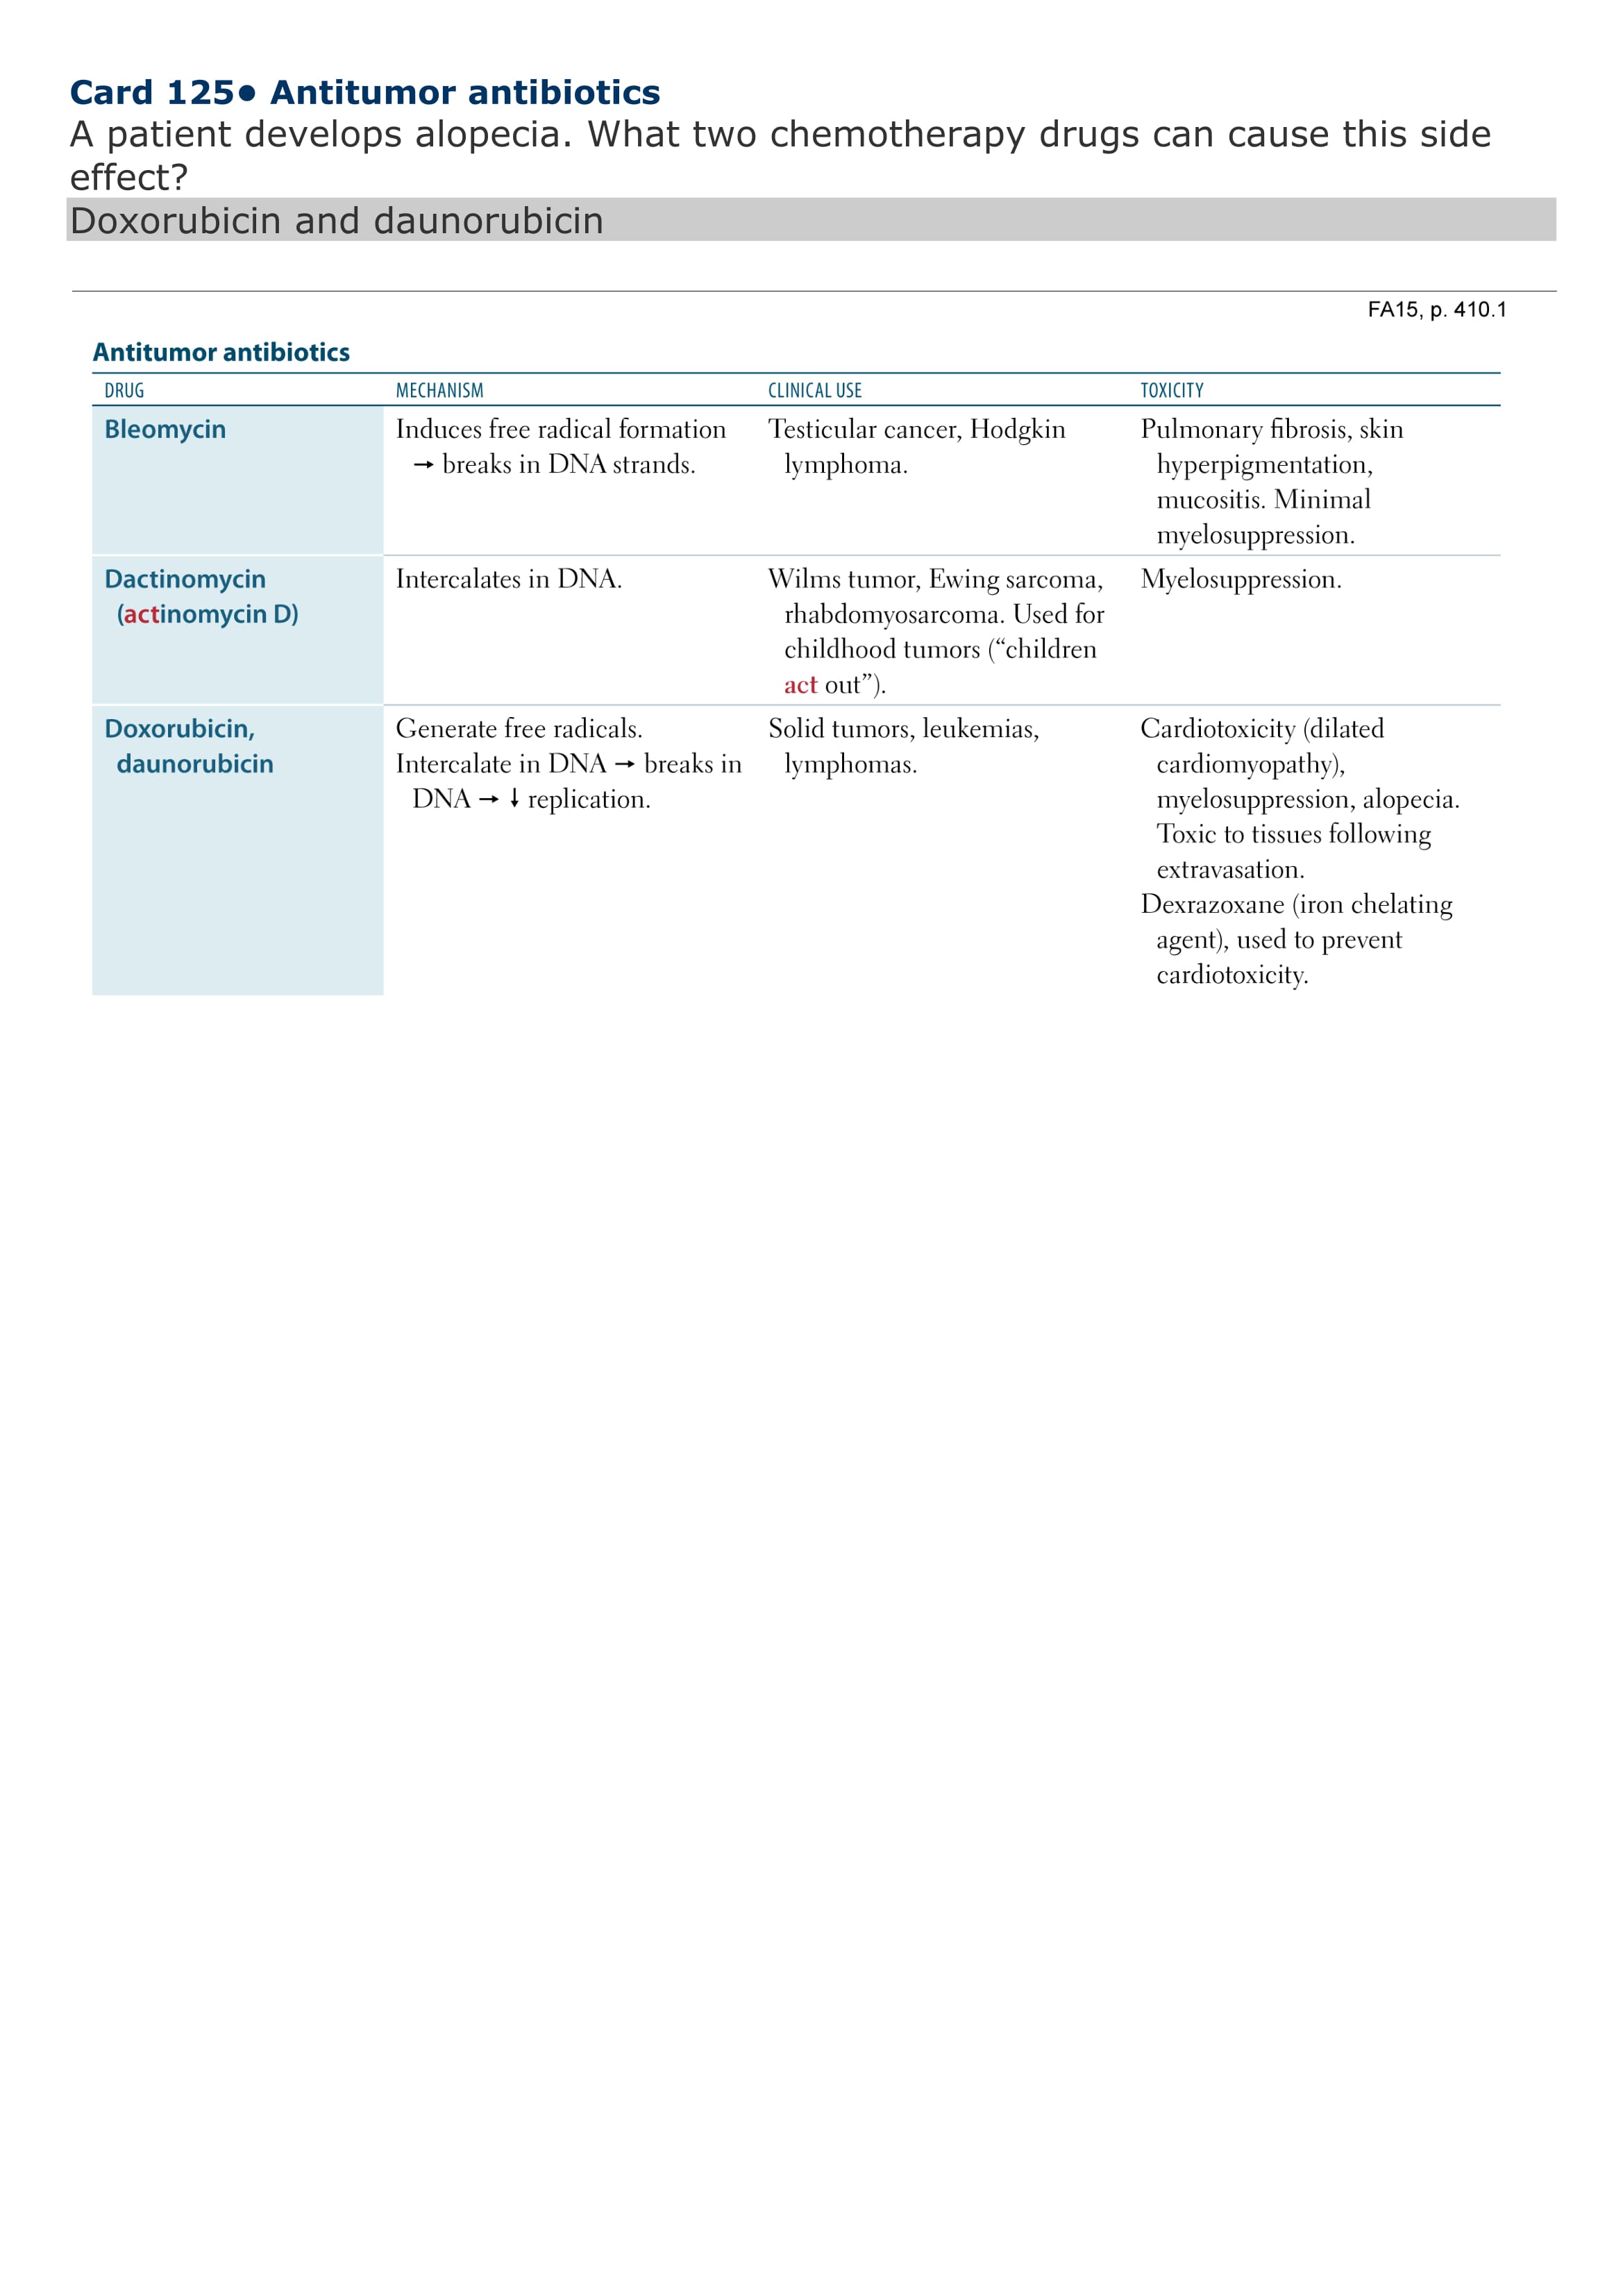 Card 125• Antitumor antibiotics
A patient develops alopecia. What two chemotherapy drugs can cause this side
effect?
Doxorubicin and daunorubicin
FA15, p. 410.1
Antitumor antibiotics
DRUG MECHANISM CLINICAL USE TOXICITY
Bleomycin
Induces free radical formation
→ breaks in DNA strands.
Testicular cancer, Hodgkin
lymphoma.
Pulmonary fibrosis, skin
hyperpigmentation,
mucositis. Minimal
myelosuppression.
Dactinomycin
(actinomycin D)
Intercalates in DNA.
Wilms tumor, Ewing sarcoma,
rhabdomyosarcoma. Used for
childhood tumors (“children
act out”).
Myelosuppression.
Doxorubicin,
daunorubicin
Generate free radicals.
Intercalate in DNA → breaks in
DNA → ↓ replication.
Solid tumors, leukemias,
lymphomas.
Cardiotoxicity (dilated
cardiomyopathy),
myelosuppression, alopecia.
Toxic to tissues following
extravasation.
Dexrazoxane (iron chelating
agent), used to prevent
cardiotoxicity.